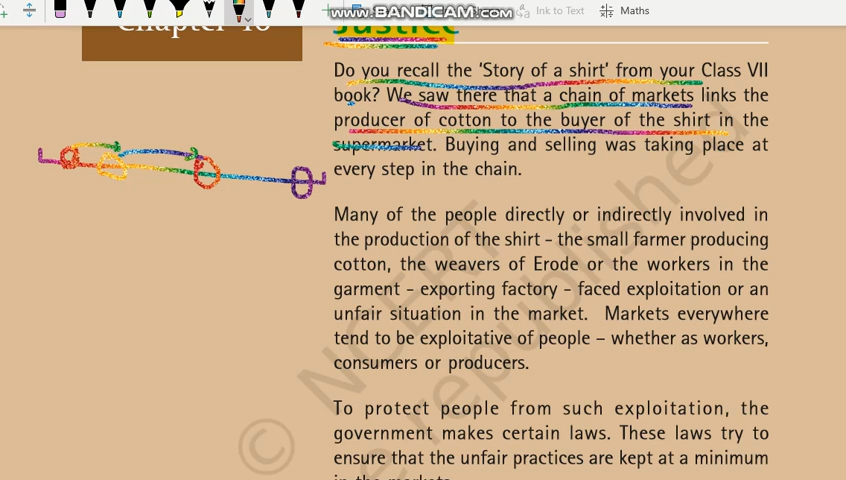 Ink to Text
Maths
www.BANDICAM.com
Chapter 10
Justice
Do you recall the ‘Story of a shirt’ from your Class VII
book? We saw there that a chain of markets links the
producer of cotton to the buyer of the shirt in the
supermarket. Buying and selling was taking place at
every step in the chain.
Many of the people directly or indirectly involved in
the production of the shirt - the small farmer producing
cotton, the weavers of Erode or the workers in the
garment - exporting factory - faced exploitation or an
unfair situation in the market. Markets everywhere
tend to be exploitative of people – whether as workers,
consumers or producers.
To protect people from such exploitation, the
government makes certain laws. These laws try to
ensure that the unfair practices are kept at a minimum
in the markets.
© NCERT
be republished